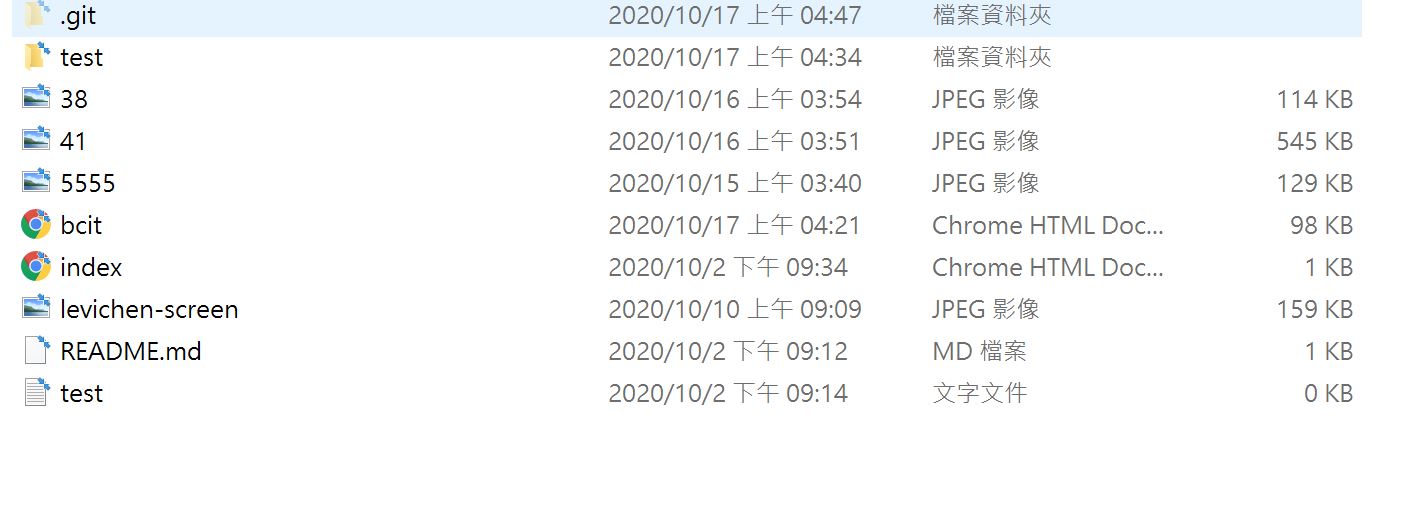 .git 2020/10/17 上午 04:47 檔案資料夾
test 2020/10/17 上午 04:34 檔案資料夾
38 2020/10/16 上午 03:54 JPEG 影像 114 KB
41 2020/10/16 上午 03:51 JPEG 影像 545 KB
5555 2020/10/15 上午 03:40 JPEG 影像 129 KB
bcit 2020/10/17 上午 04:21 Chrome HTML Doc... 98 KB
index 2020/10/2 下午 09:34 Chrome HTML Doc... 1 KB
levichen-screen 2020/10/10 上午 09:09 JPEG 影像 159 KB
README.md 2020/10/2 下午 09:12 MD 檔案 1 KB
test 2020/10/2 下午 09:14 文字文件 0 KB